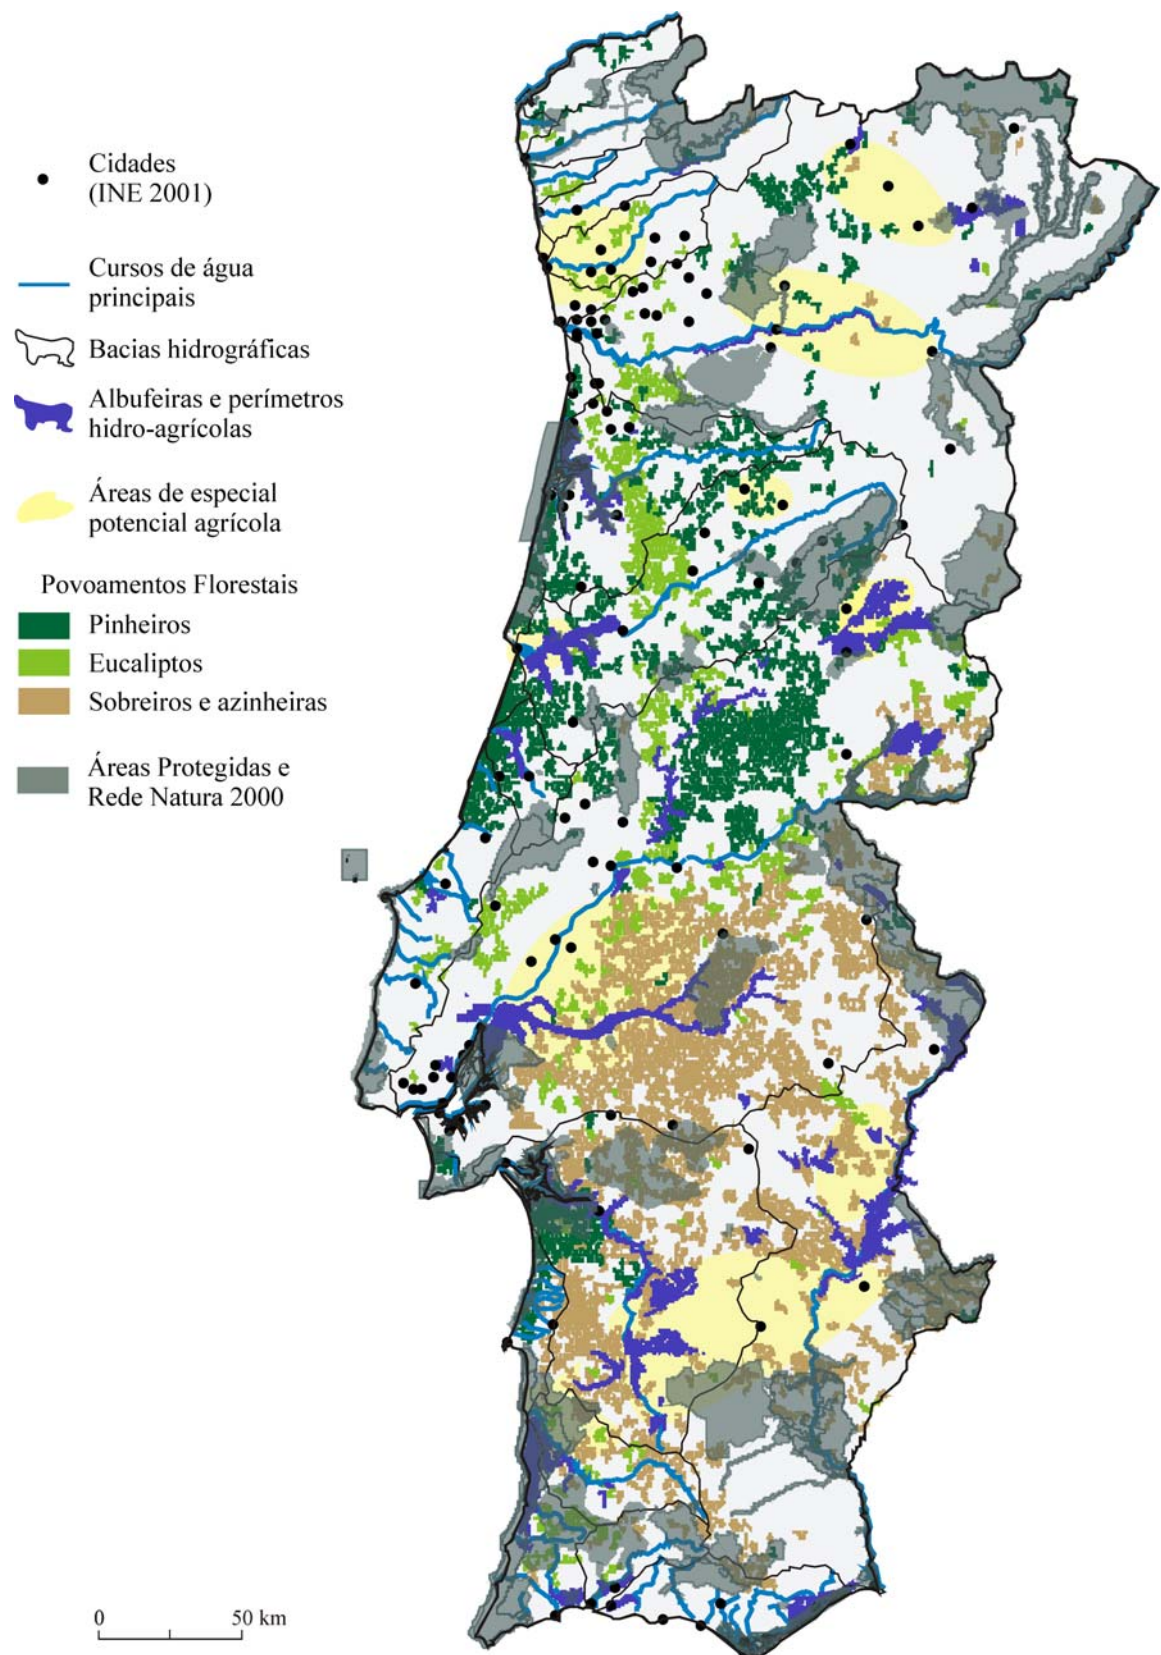 Cidades
(INE 2001)
Cursos de água
principais
Bacias hidrográficas
Albufeiras e perímetros
hidro-agrícolas
Áreas de especial
potencial agrícola
Povoamentos Florestais
Pinheiros
Eucaliptos
Sobreiros e azinheiras
Áreas Protegidas e
Rede Natura 2000
0 50 km